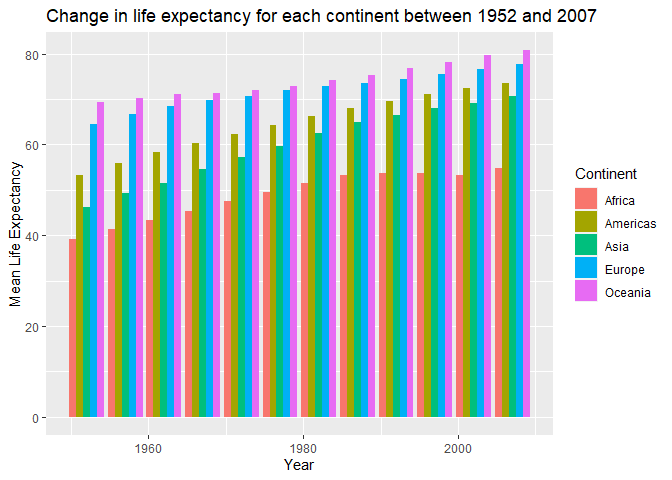 Change in life expectancy for each continent between 1952 and 2007
80
60
40
20
0
Mean Life Expectancy
1960
1980
2000
Year
Continent
Africa
Americas
Asia
Europe
Oceania